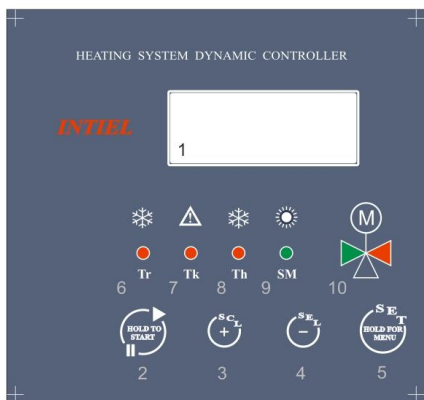 HEATING SYSTEM DYNAMIC CONTROLLER
INTIEL
1
M
Tr Tk Th SM
6 7 8 9 10
HOLD TO START
SCL
+
SEL
-
SET
HOLD FOR MENU
2 3 4 5